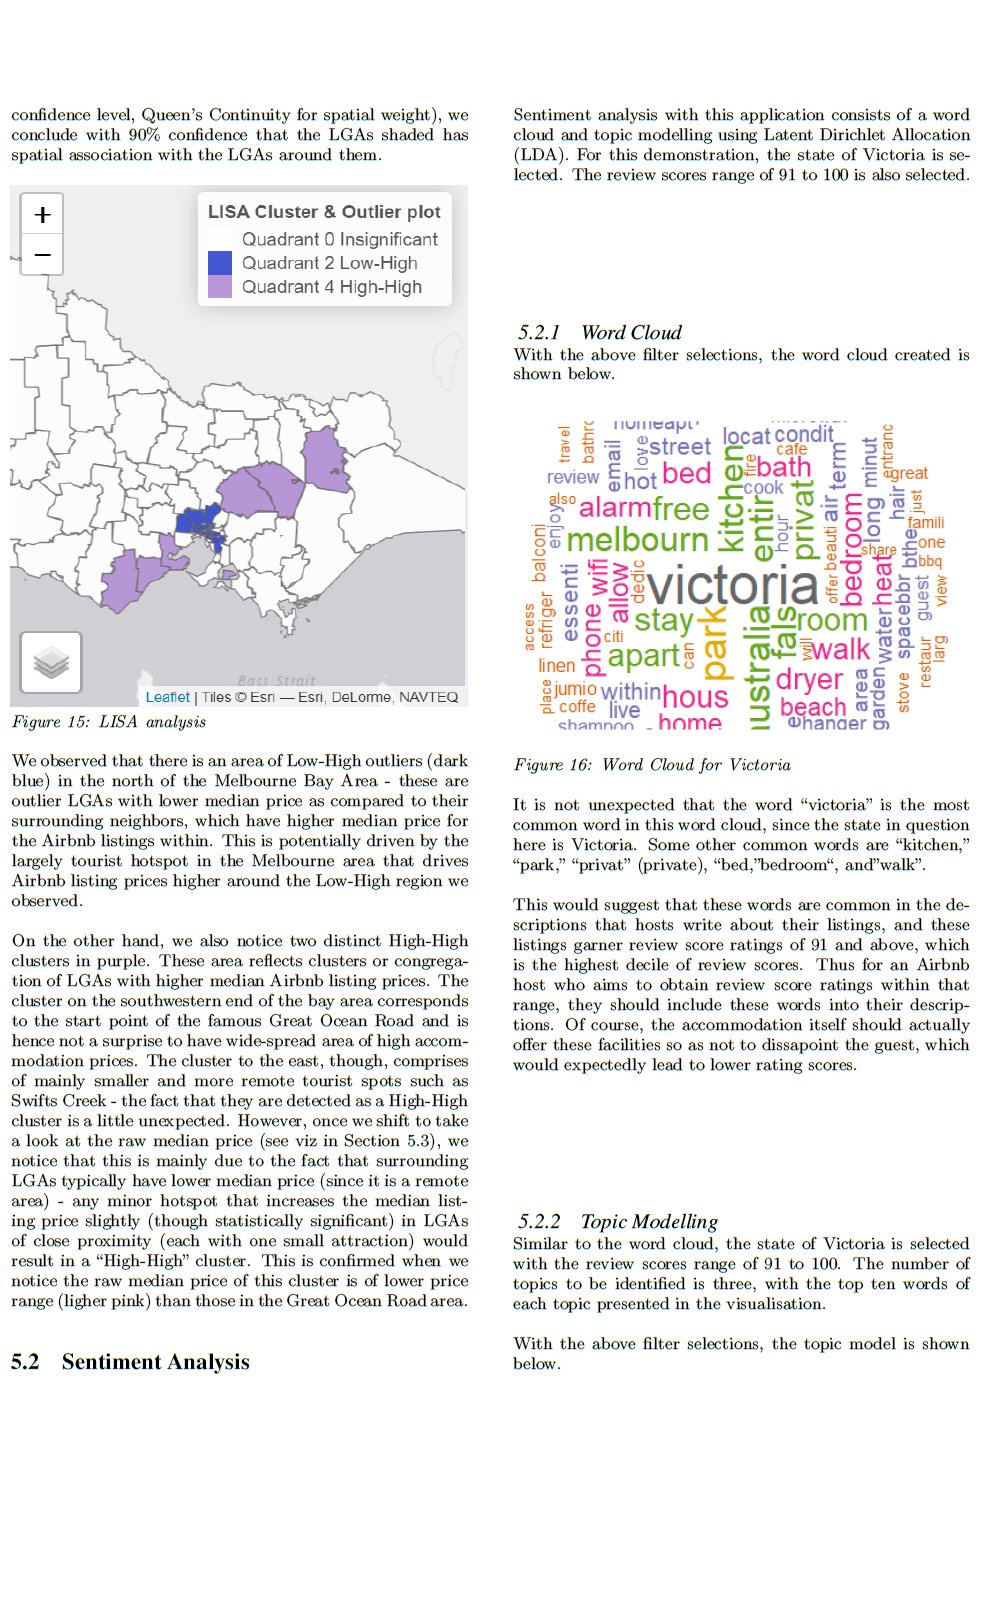 confidence level, Queen's Continuity for spatial weight), we
conclude with 90% confidence that the LGAs shaded has
spatial association with the LGAs around them.
+
−
LISA Cluster & Outlier plot
Quadrant 0 Insignificant
Quadrant 2 Low-High
Quadrant 4 High-High
Bass Strait
Leaflet | Tiles © Esri — Esri, DeLorme, NAVTEQ
Figure 15: LISA analysis
We observed that there is an area of Low-High outliers (dark
blue) in the north of the Melbourne Bay Area - these are
outlier LGAs with lower median price as compared to their
surrounding neighbors, which have higher median price for
the Airbnb listings within. This is potentially driven by the
largely tourist hotspot in the Melbourne area that drives
Airbnb listing prices higher around the Low-High region we
observed.
On the other hand, we also notice two distinct High-High
clusters in purple. These area reflects clusters or congrega-
tion of LGAs with higher median Airbnb listing prices. The
cluster on the southwestern end of the bay area corresponds
to the start point of the famous Great Ocean Road and is
hence not a surprise to have wide-spread area of high accom-
modation prices. The cluster to the east, though, comprises
of mainly smaller and more remote tourist spots such as
Swifts Creek - the fact that they are detected as a High-High
cluster is a little unexpected. However, once we shift to take
a look at the raw median price (see viz in Section 5.3), we
notice that this is mainly due to the fact that surrounding
LGAs typically have lower median price (since it is a remote
area) - any minor hotspot that increases the median list-
ing price slightly (though statistically significant) in LGAs
of close proximity (each with one small attraction) would
result in a “High-High” cluster. This is confirmed when we
notice the raw median price of this cluster is of lower price
range (ligher pink) than those in the Great Ocean Road area.
5.2 Sentiment Analysis
Sentiment analysis with this application consists of a word
cloud and topic modelling using Latent Dirichlet Allocation
(LDA). For this demonstration, the state of Victoria is se-
lected. The review scores range of 91 to 100 is also selected.
5.2.1 Word Cloud
With the above filter selections, the word cloud created is
shown below.
travel
bathrc
homeapt
email
love
street
locat
condit
cafe
term
minut
entranc
review
hot
bed
kitchen
fire
bath
cook
great
also
enjoy
alarm
free
entir
hour
privat
air
long
hair
just
famili
melbourn
beauti
bedroom
share
bthe
one
bbq
balconi
essenti
wifi
allow
dedic
victoria
offer
heat
guest
view
access
refriger
phone
citi
stay
park
australia
falls
room
water
spacebbr
restaur
larg
linen
apart
can
will
walk
place
jumio
coffe
within
live
hous
dryer
beach
area
garden
stove
shampoo
home
ehanger
Figure 16: Word Cloud for Victoria
It is not unexpected that the word “victoria” is the most
common word in this word cloud, since the state in question
here is Victoria. Some other common words are “kitchen,”
“park,” “privat” (private), “bed,”bedroom“, and”walk”.
This would suggest that these words are common in the de-
scriptions that hosts write about their listings, and these
listings garner review score ratings of 91 and above, which
is the highest decile of review scores. Thus for an Airbnb
host who aims to obtain review score ratings within that
range, they should include these words into their descrip-
tions. Of course, the accommodation itself should actually
offer these facilities so as not to dissapoint the guest, which
would expectedly lead to lower rating scores.
5.2.2 Topic Modelling
Similar to the word cloud, the state of Victoria is selected
with the review scores range of 91 to 100. The number of
topics to be identified is three, with the top ten words of
each topic presented in the visualisation.
With the above filter selections, the topic model is shown
below.